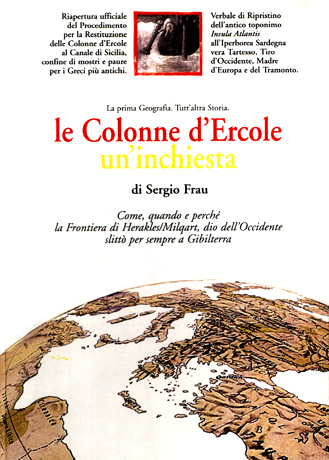 Riapertura ufficiale
del Procedimento
per la Restituzione
delle Colonne d'Ercole
al Canale di Sicilia,
confine di mostri e paure
per i Greci più antichi.
Verbale di Ripristino
dell'antico toponimo
Insula Atlantis
all'Iperborea Sardegna
vera Tartesso, Tiro
d'Occidente, Madre
d'Europa e del Tramonto.
La prima Geografia. Tutt'altra Storia.
le Colonne d'Ercole
un'inchiesta
di Sergio Frau
Come, quando e perché
la Frontiera di Herakles/Milqart, dio dell'Occidente
slittò per sempre a Gibilterra